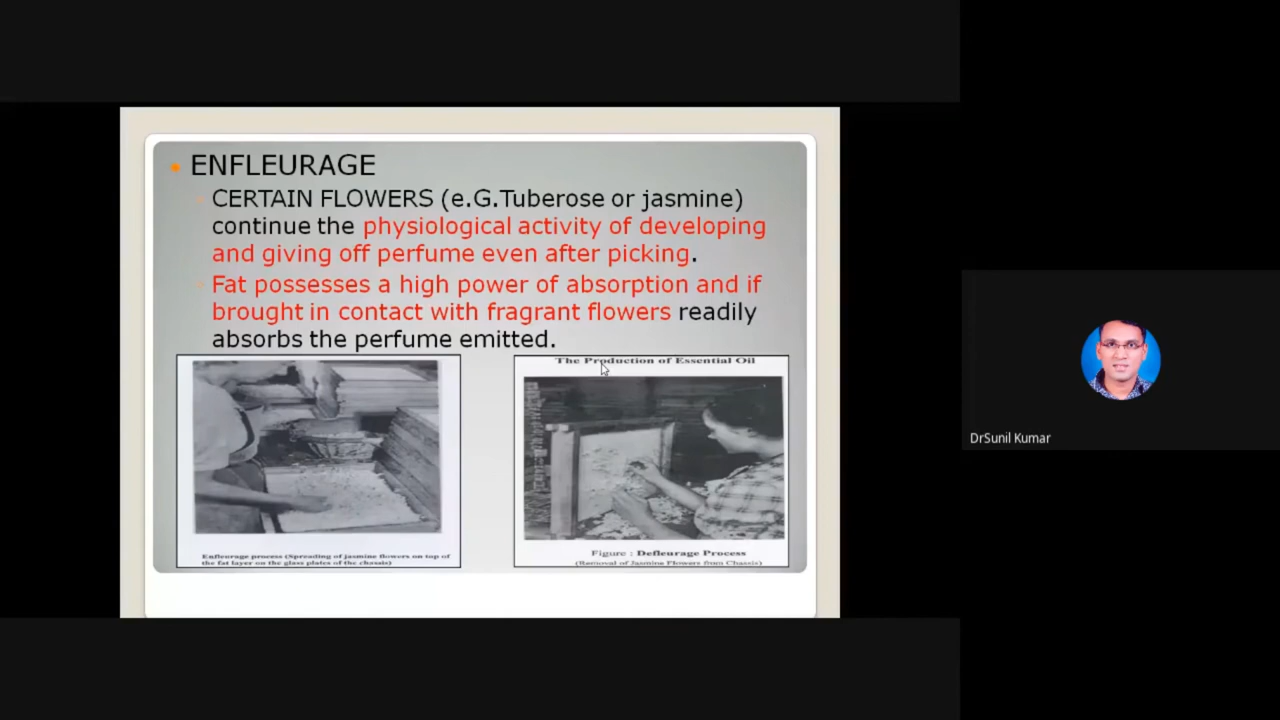 ENFLEURAGE
CERTAIN FLOWERS (e.G.Tuberose or jasmine)
continue the physiological activity of developing
and giving off perfume even after picking.
Fat possesses a high power of absorption and if
brought in contact with fragrant flowers readily
absorbs the perfume emitted.
Enfleurage process (Spreading of jasmine flowers on top of
the fat layer on the glass plates of the chassis)
The Production of Essential Oil
Figure : Defleurage Process
(Removal of Jasmine Flowers from Chassis)
DrSunil Kumar